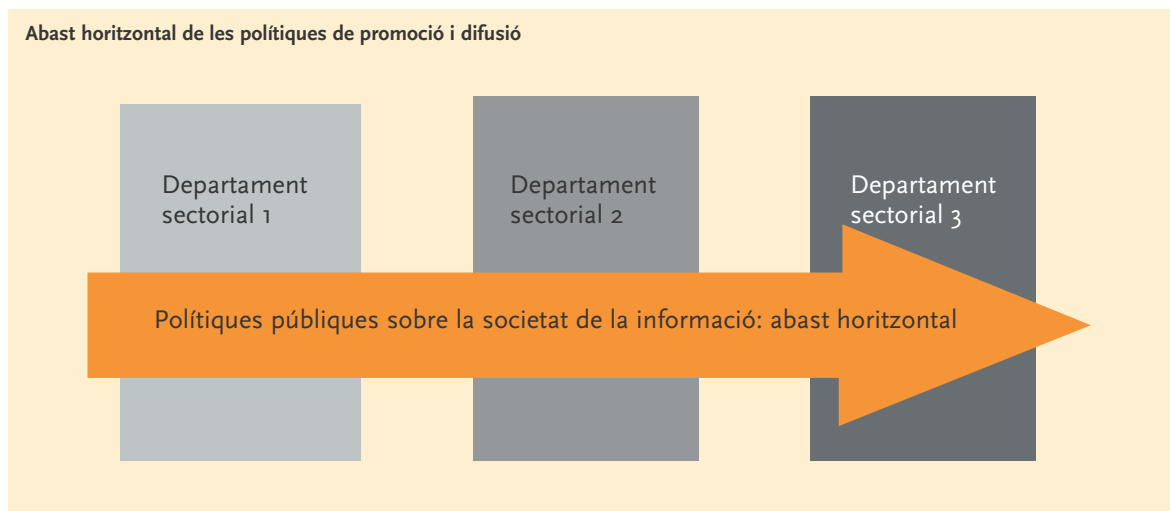 Abast horitzontal de les polítiques de promoció i difusió
Departament
sectorial 1
Departament
sectorial 2
Departament
sectorial 3
Polítiques públiques sobre la societat de la informació: abast horitzontal